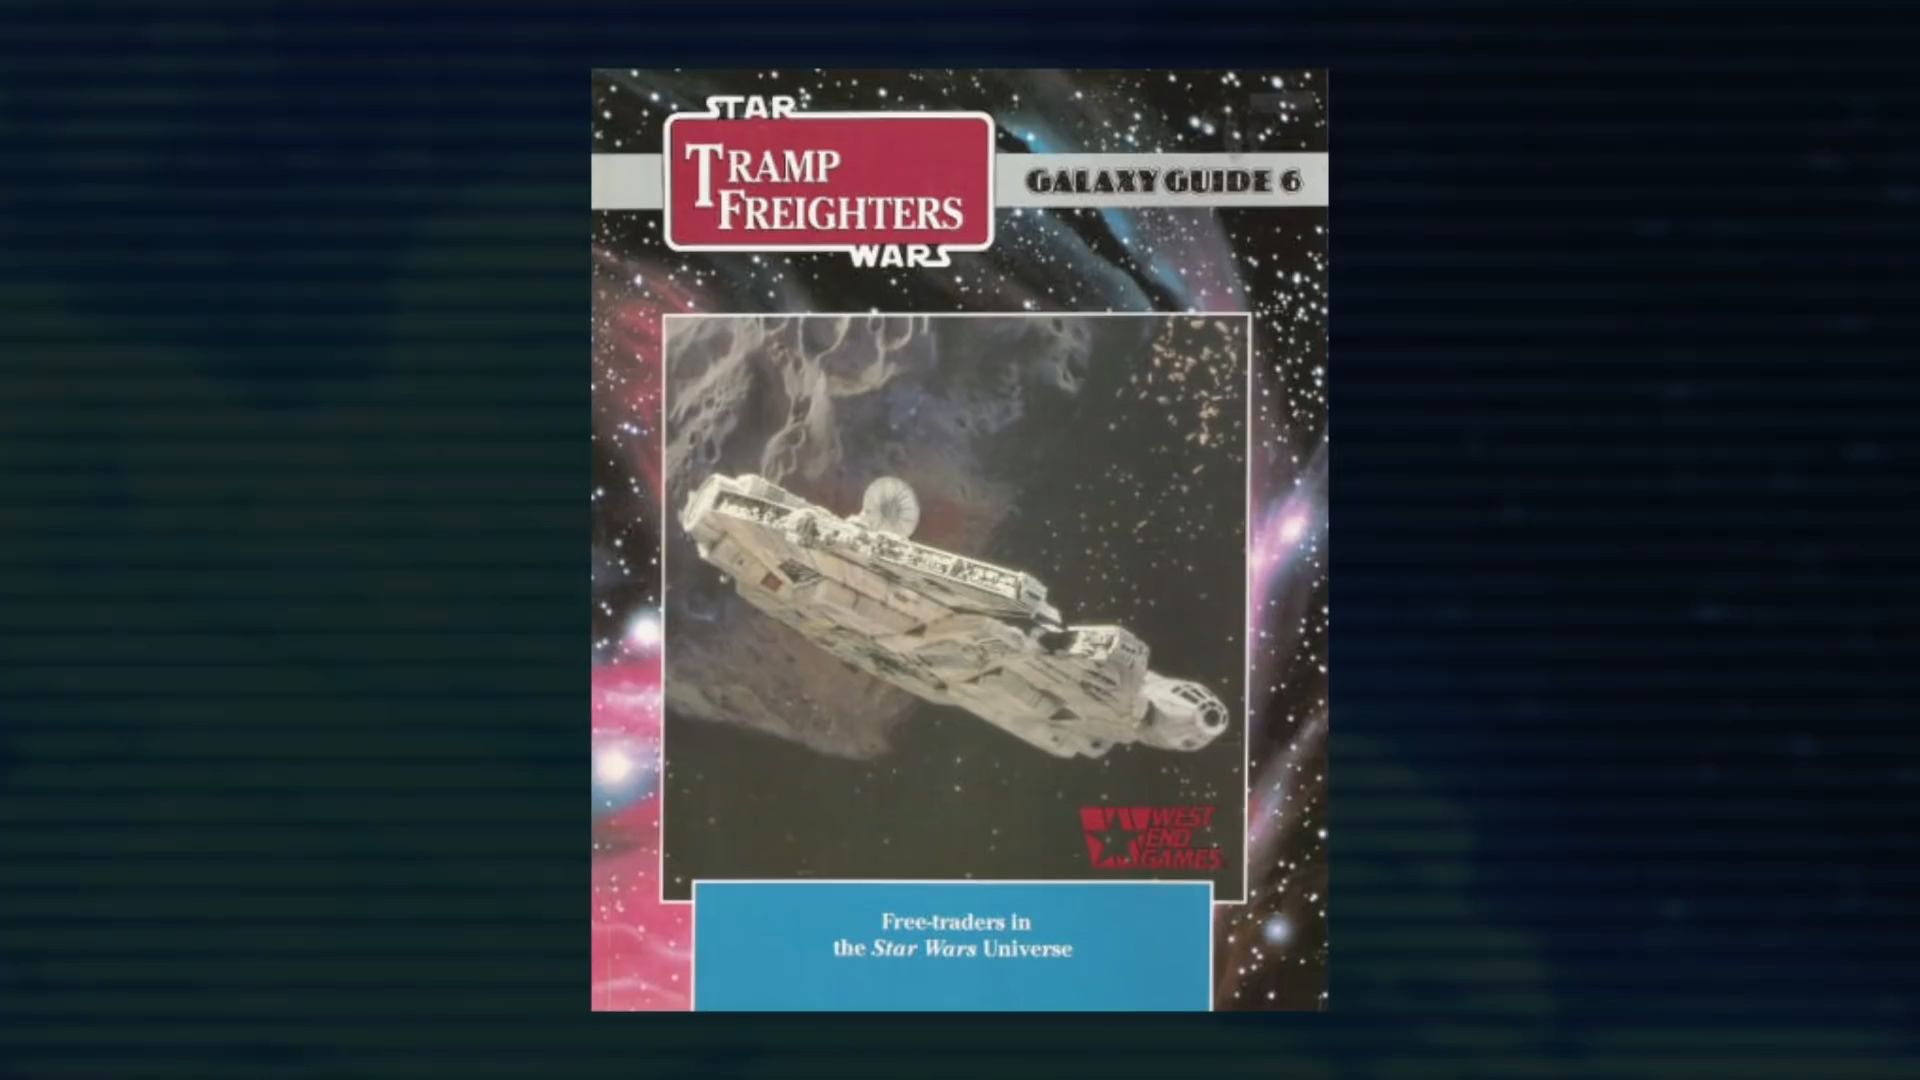 STAR
TRAMP
FREIGHTERS
WARS
GALAXY GUIDE 6
WEST
END
GAMES
Free-traders in
the Star Wars Universe